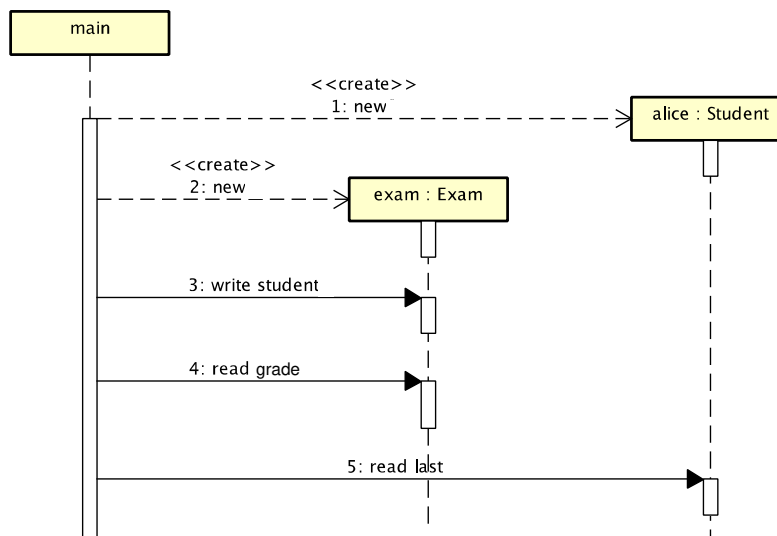 main
<<create>>
1: new
alice : Student
<<create>>
2: new
exam : Exam
3: write student
4: read grade
5: read last